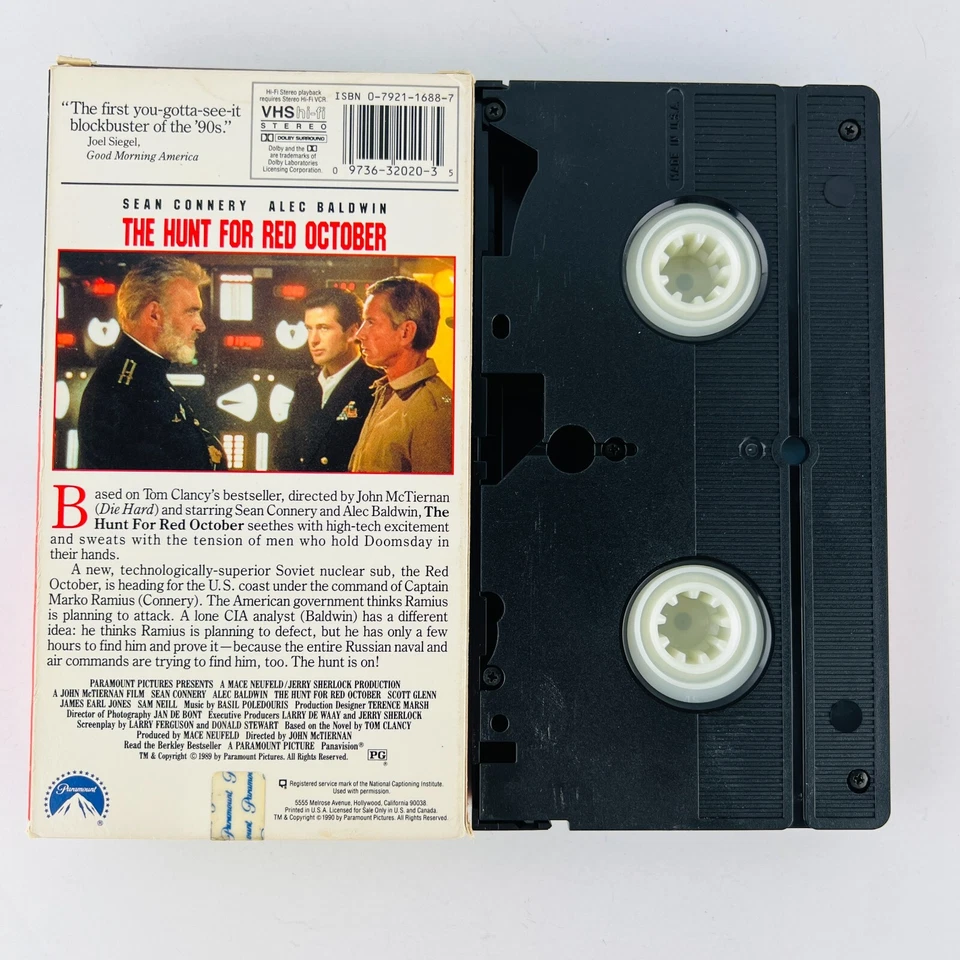 “The first you-gotta-see-it
blockbuster of the ’90s.”
Joel Siegel,
Good Morning America
Hi-Fi Stereo playback
requires Stereo Hi-Fi VCR
VHS hi-fi
STEREO
DOLBY SURROUND
Dolby and the
are trademarks of
Dolby Laboratories
Licensing Corporation.
ISBN 0-7921-1688-7
0 9736-32020-3 5
SEAN CONNERY ALEC BALDWIN
THE HUNT FOR RED OCTOBER
Based on Tom Clancy’s bestseller, directed by John McTiernan
(Die Hard) and starring Sean Connery and Alec Baldwin, The
Hunt For Red October seethes with high-tech excitement
and sweats with the tension of men who hold Doomsday in
their hands.
A new, technologically-superior Soviet nuclear sub, the Red
October, is heading for the U.S. coast under the command of Captain
Marko Ramius (Connery). The American government thinks Ramius
is planning to attack. A lone CIA analyst (Baldwin) has a different
idea: he thinks Ramius is planning to defect, but he has only a few
hours to find him and prove it—because the entire Russian naval and
air commands are trying to find him, too. The hunt is on!
PARAMOUNT PICTURES PRESENTS A MACE NEUFELD/JERRY SHERLOCK PRODUCTION
A JOHN McTIERNAN FILM SEAN CONNERY ALEC BALDWIN THE HUNT FOR RED OCTOBER SCOTT GLENN
JAMES EARL JONES SAM NEILL Music by BASIL POLEDOURIS Production Designer TERENCE MARSH
Director of Photography JAN DE BONT Executive Producers LARRY DE WAAY and JERRY SHERLOCK
Screenplay by LARRY FERGUSON and DONALD STEWART Based on the Novel by TOM CLANCY
Produced by MACE NEUFELD Directed by JOHN McTIERNAN
Read the Berkley Bestseller A PARAMOUNT PICTURE Panavision®
TM & Copyright © 1989 by Paramount Pictures. All Rights Reserved.
PG
Paramount
®
Paramount
Paramount
Registered service mark of the National Captioning Institute.
Used with permission.
5555 Melrose Avenue, Hollywood, California 90038
Printed in U.S.A. Licensed for Sale Only in U.S. and Canada.
TM & Copyright © 1990 by Paramount Pictures. All Rights Reserved.
MADE IN U.S.A.